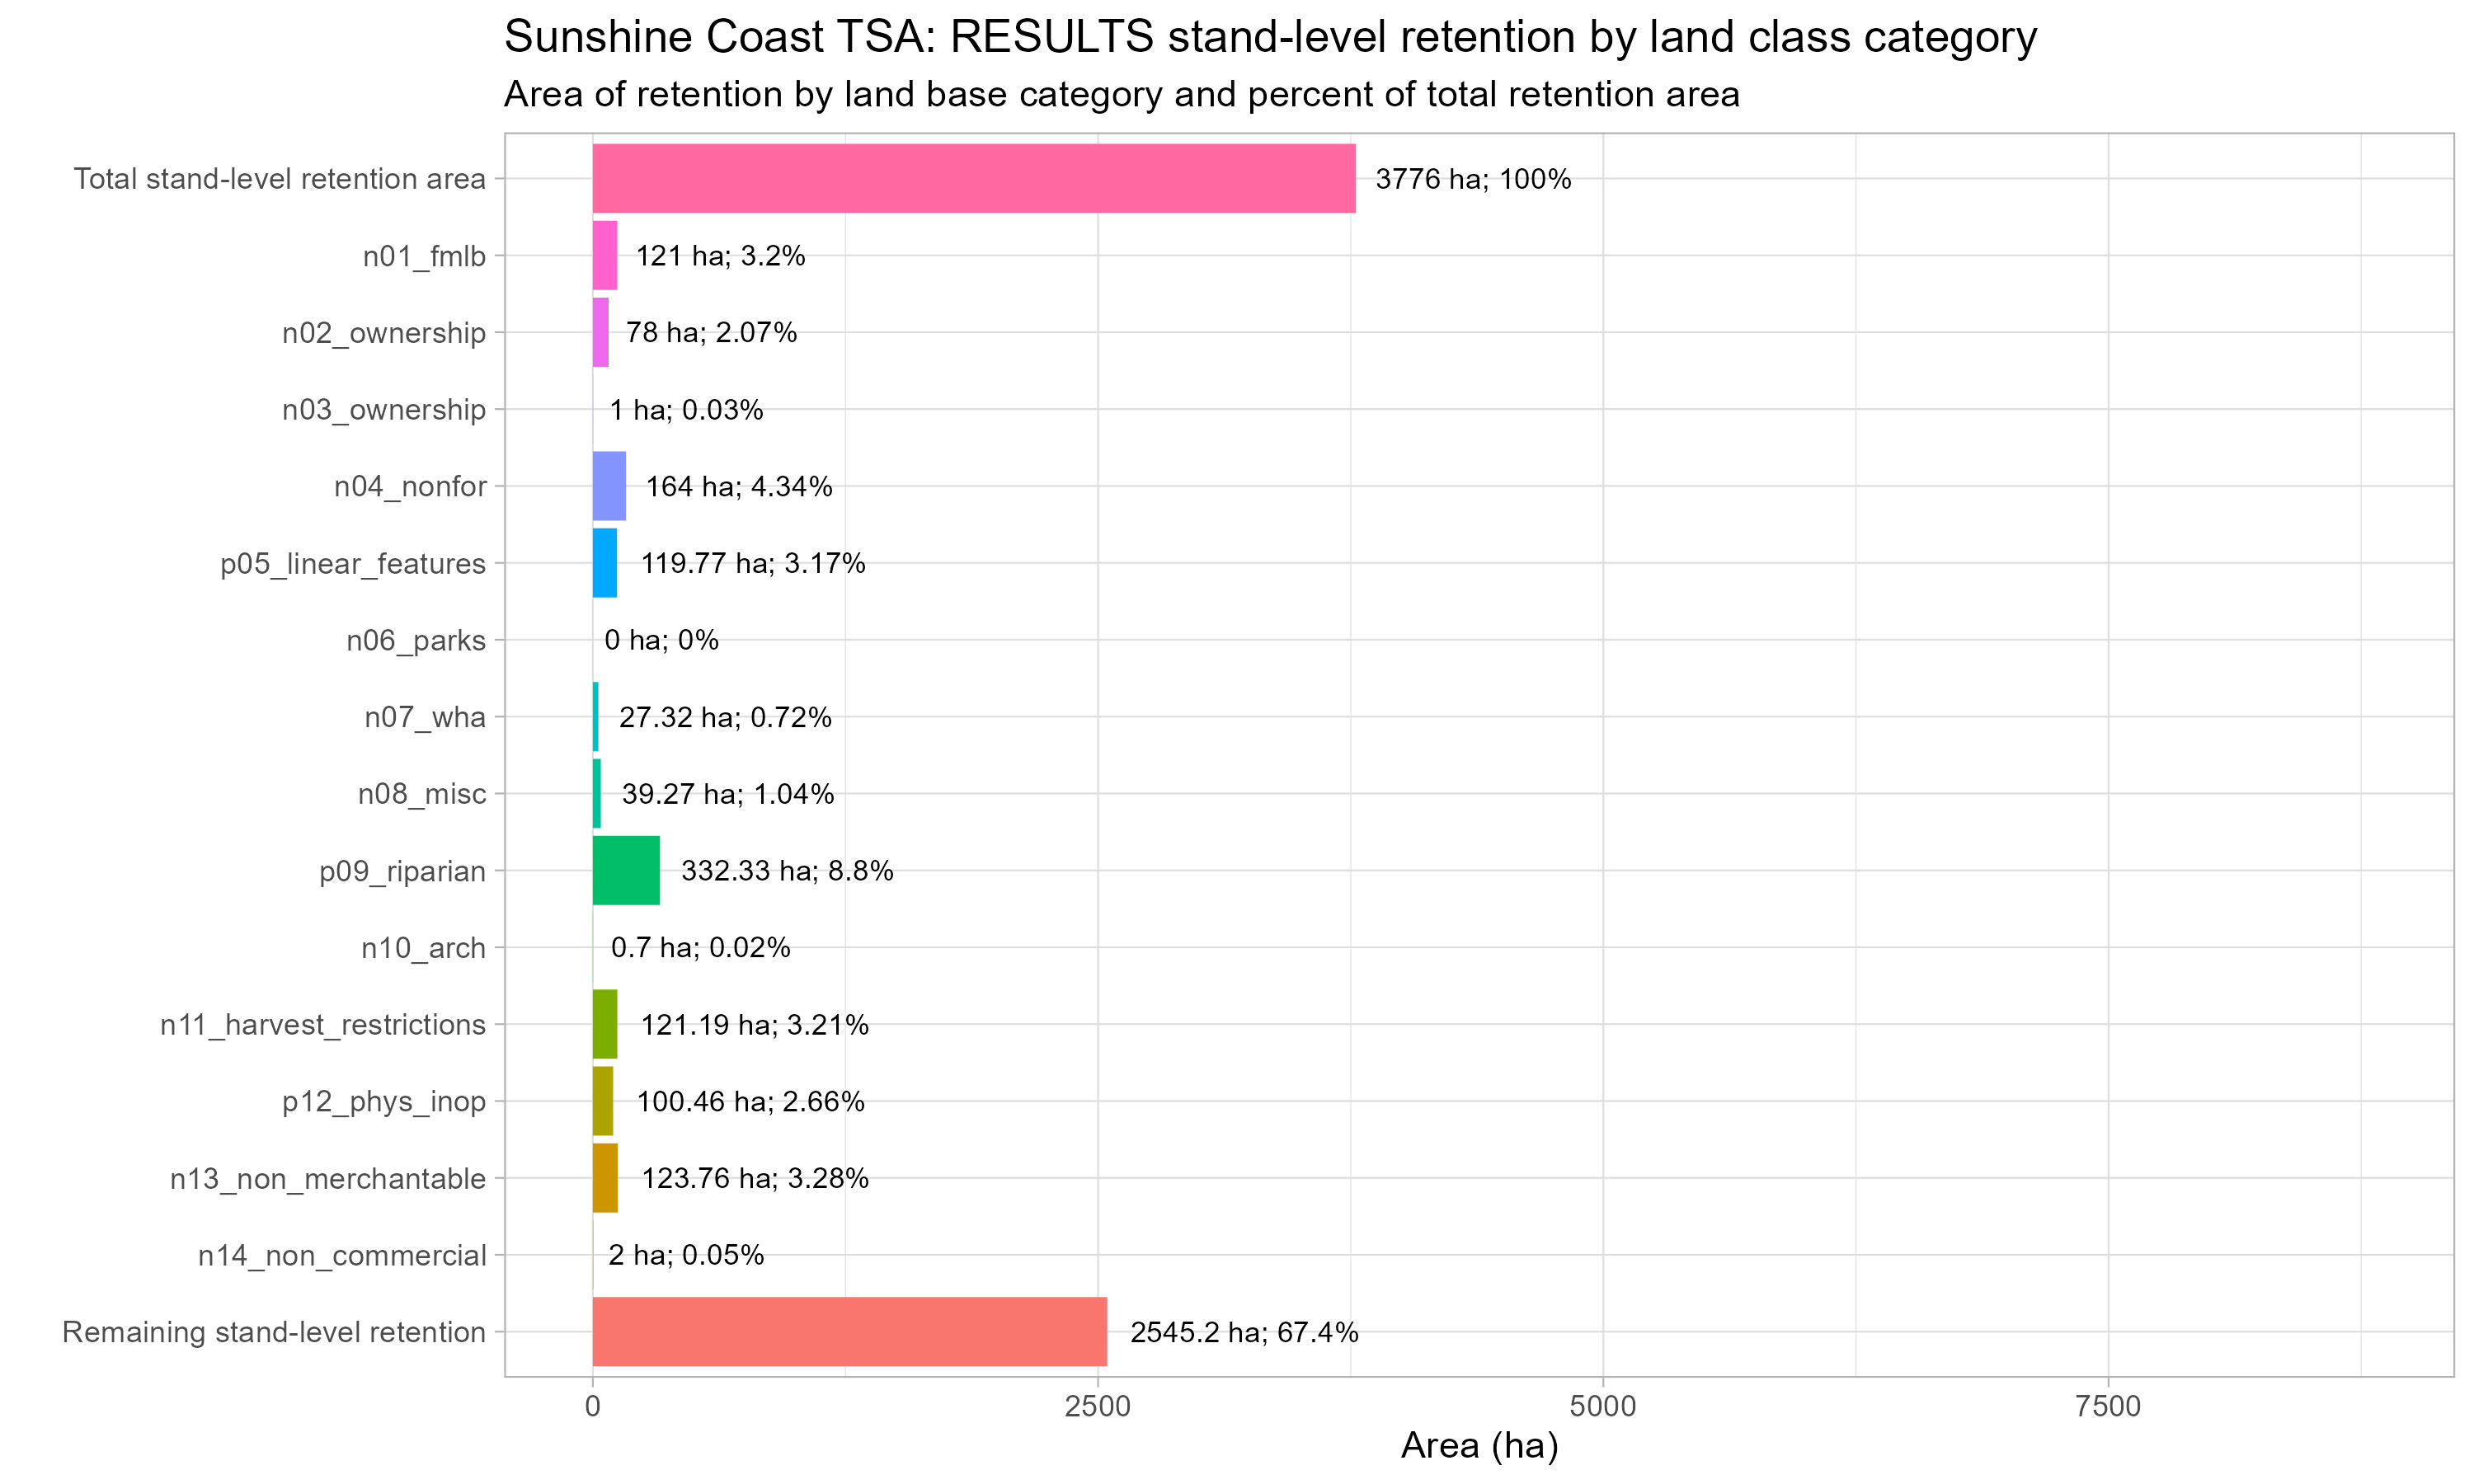 Sunshine Coast TSA: RESULTS stand-level retention by land class category
Area of retention by land base category and percent of total retention area
Total stand-level retention area 3776 ha; 100%
n01_fmlb 121 ha; 3.2%
n02_ownership 78 ha; 2.07%
n03_ownership 1 ha; 0.03%
n04_nonfor 164 ha; 4.34%
p05_linear_features 119.77 ha; 3.17%
n06_parks 0 ha; 0%
n07_wha 27.32 ha; 0.72%
n08_misc 39.27 ha; 1.04%
p09_riparian 332.33 ha; 8.8%
n10_arch 0.7 ha; 0.02%
n11_harvest_restrictions 121.19 ha; 3.21%
p12_phys_inop 100.46 ha; 2.66%
n13_non_merchantable 123.76 ha; 3.28%
n14_non_commercial 2 ha; 0.05%
Remaining stand-level retention 2545.2 ha; 67.4%
0 2500 5000 7500
Area (ha)